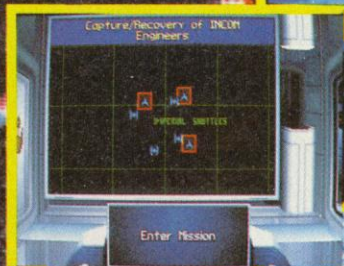 Capture/Recovery of INCOM
Engineers
IMPERIAL SHUTTLES
Enter Mission